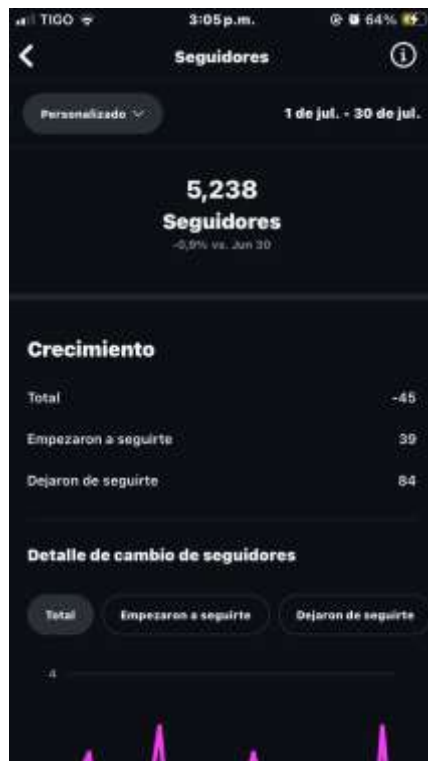 TIGO 3:05 p.m. 64%
Seguidores
Personalizado 1 de jul. - 30 de jul.
5,238
Seguidores
-0,9% vs. Jun 30
Crecimiento
Total -45
Empezaron a seguirte 39
Dejaron de seguirte 84
Detalle de cambio de seguidores
Total Empezaron a seguirte Dejaron de seguirte
4